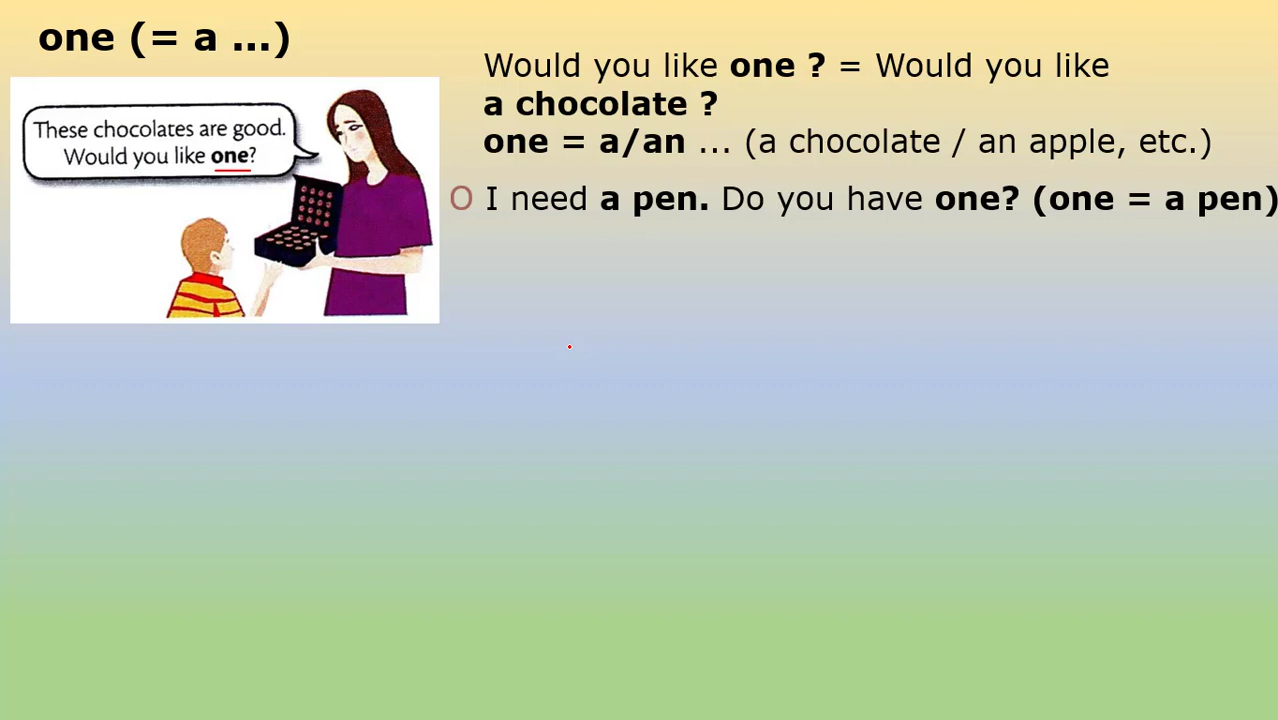 one (= a ...)
These chocolates are good.
Would you like one?
Would you like one ? = Would you like
a chocolate ?
one = a/an ... (a chocolate / an apple, etc.)
O I need a pen. Do you have one? (one = a pen)